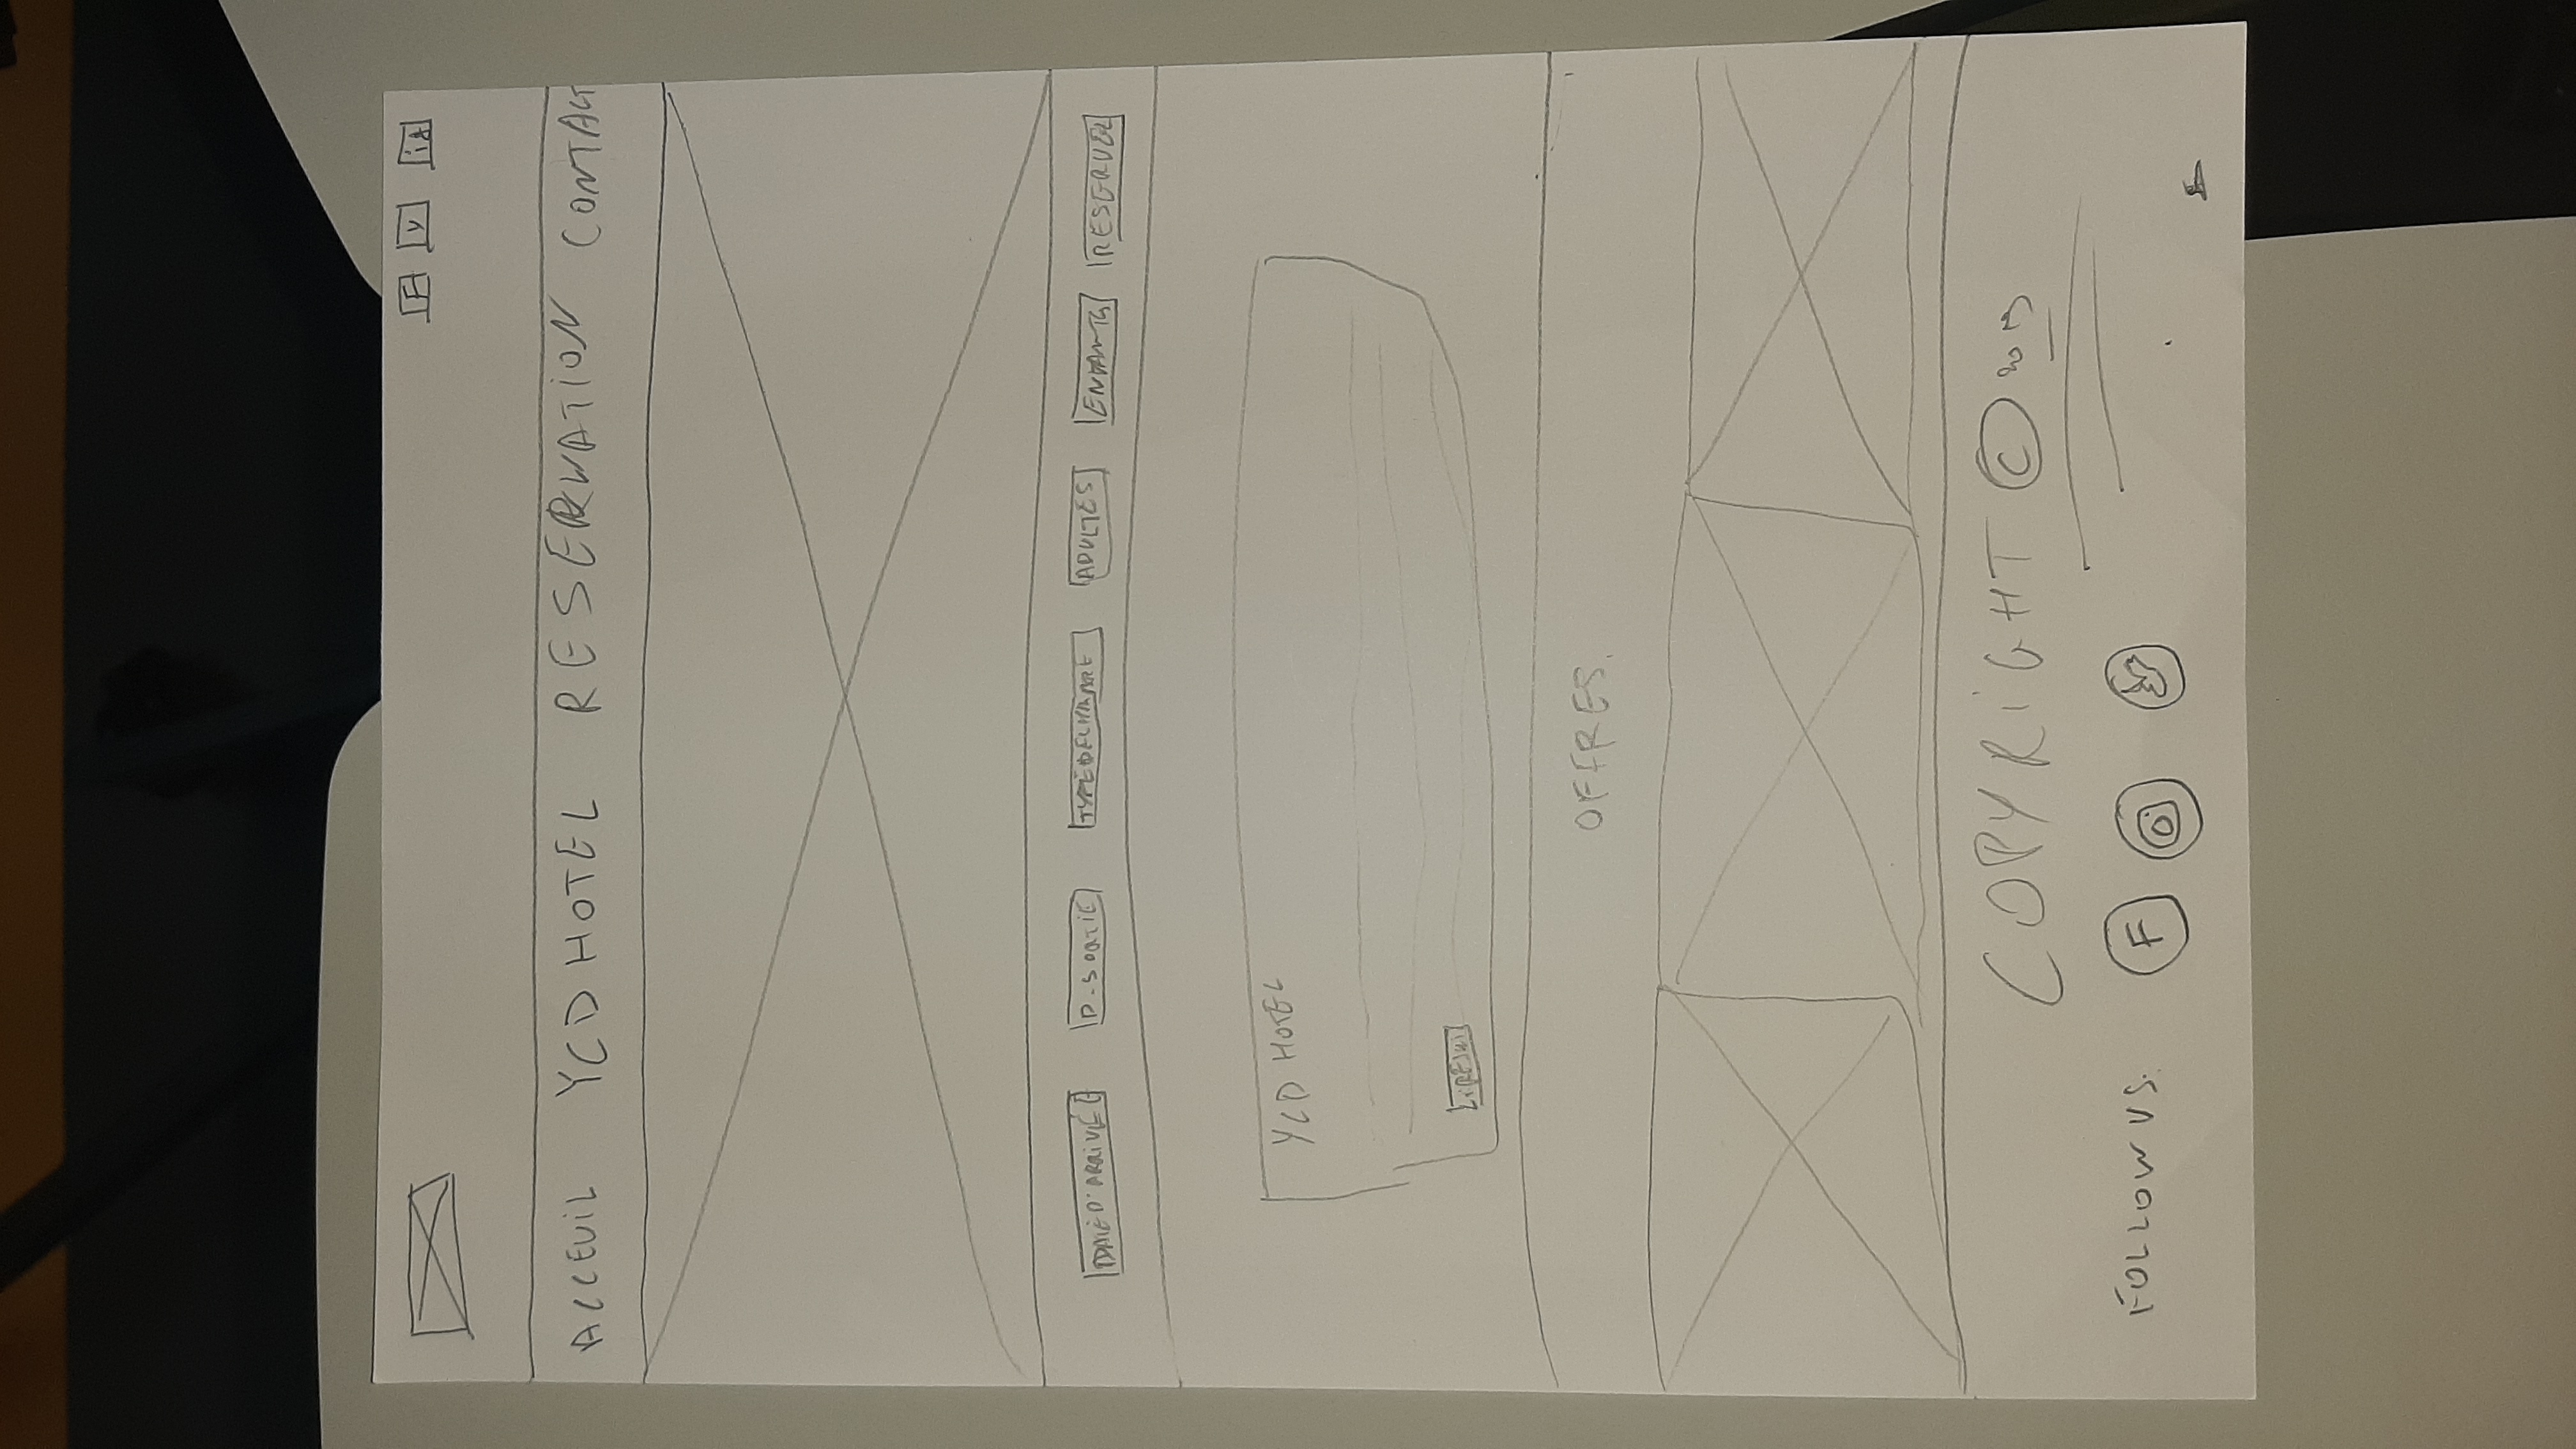 F Y ig
ACCEUIL YCD HOTEL RESERVATION CONTACT
DATE D'ARRIVÉE D-SORTIE TYPE DE CHAMBRE ADULTES ENFANTS RESERVER
YCD HOTEL
OFFRES.
COPYRIGHT © 2019
FOLLOW US: F